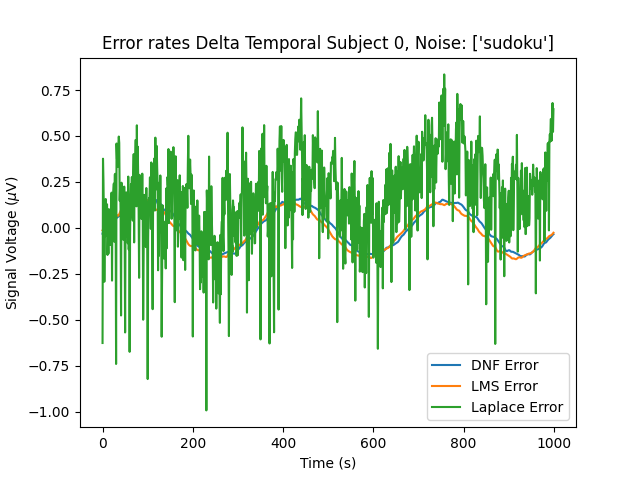 Error rates Delta Temporal Subject 0, Noise: ['sudoku']
Signal Voltage (μV)
0.75
0.50
0.25
0.00
−0.25
−0.50
−0.75
−1.00
DNF Error
LMS Error
Laplace Error
0 200 400 600 800 1000
Time (s)